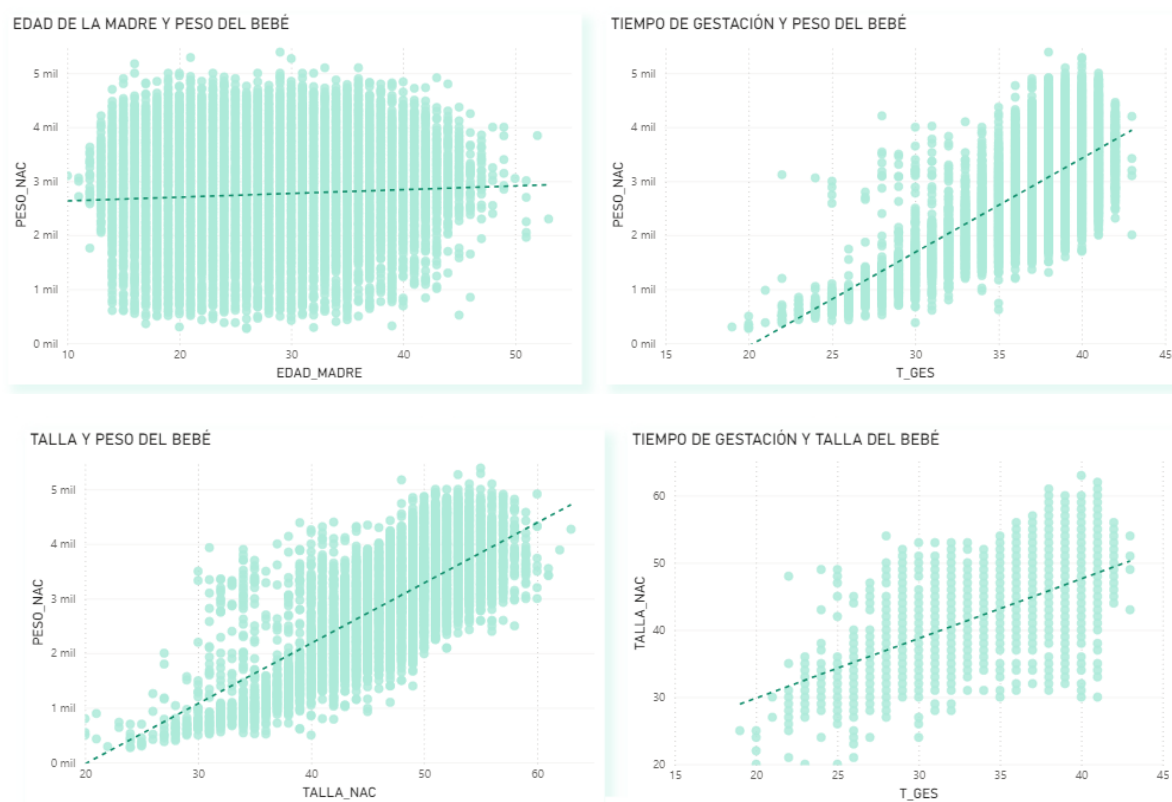 EDAD DE LA MADRE Y PESO DEL BEBÉ
5 mil
4 mil
3 mil
2 mil
1 mil
0 mil
PESO_NAC
10 20 30 40 50
EDAD_MADRE
TIEMPO DE GESTACIÓN Y PESO DEL BEBÉ
5 mil
4 mil
3 mil
2 mil
1 mil
0 mil
PESO_NAC
15 20 25 30 35 40 45
T_GES
TALLA Y PESO DEL BEBÉ
5 mil
4 mil
3 mil
2 mil
1 mil
0 mil
PESO_NAC
20 30 40 50 60
TALLA_NAC
TIEMPO DE GESTACIÓN Y TALLA DEL BEBÉ
60
50
40
30
20
TALLA_NAC
15 20 25 30 35 40 45
T_GES